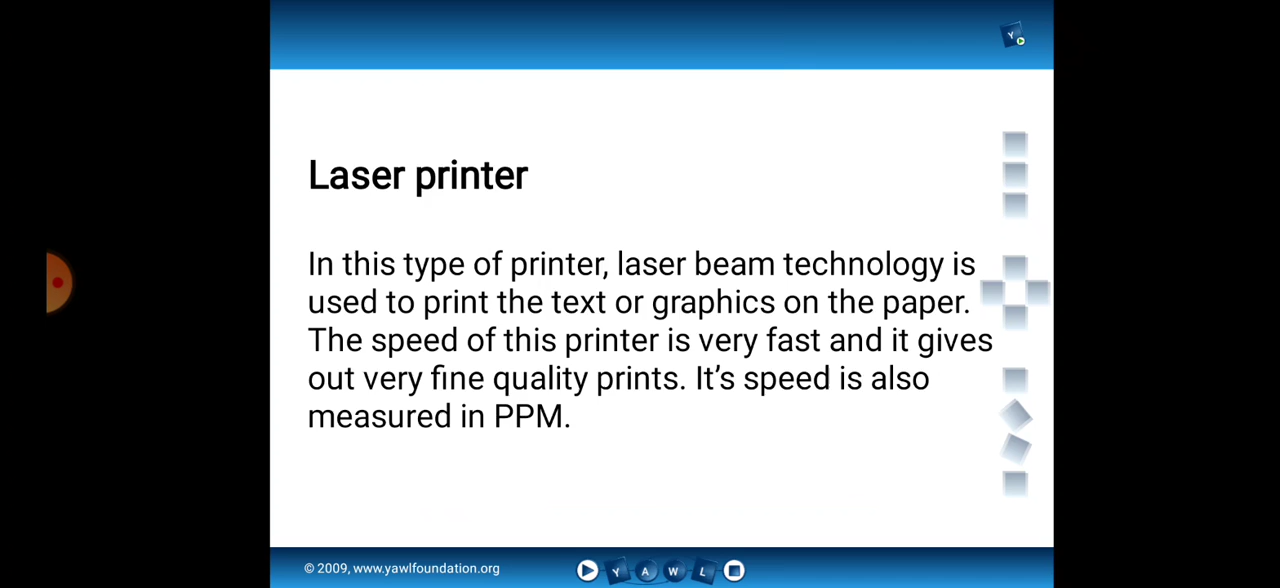 Y
Laser printer
In this type of printer, laser beam technology is
used to print the text or graphics on the paper.
The speed of this printer is very fast and it gives
out very fine quality prints. It’s speed is also
measured in PPM.
© 2009, www.yawlfoundation.org
Y A W L